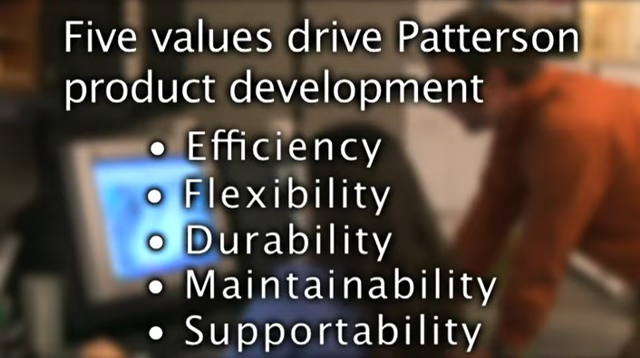 Five values drive Patterson
product development
• Efficiency
• Flexibility
• Durability
• Maintainability
• Supportability